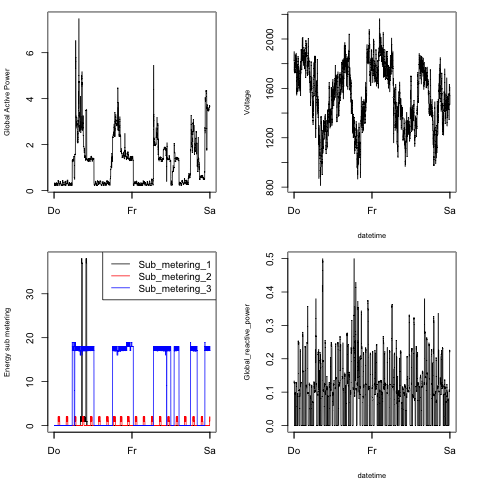 Global Active Power
0
2
4
6
Do
Fr
Sa
Voltage
800
1200
1600
2000
Do
Fr
Sa
datetime
Energy sub metering
0
10
20
30
Sub_metering_1
Sub_metering_2
Sub_metering_3
Do
Fr
Sa
Global_reactive_power
0.0
0.1
0.2
0.3
0.4
0.5
Do
Fr
Sa
datetime